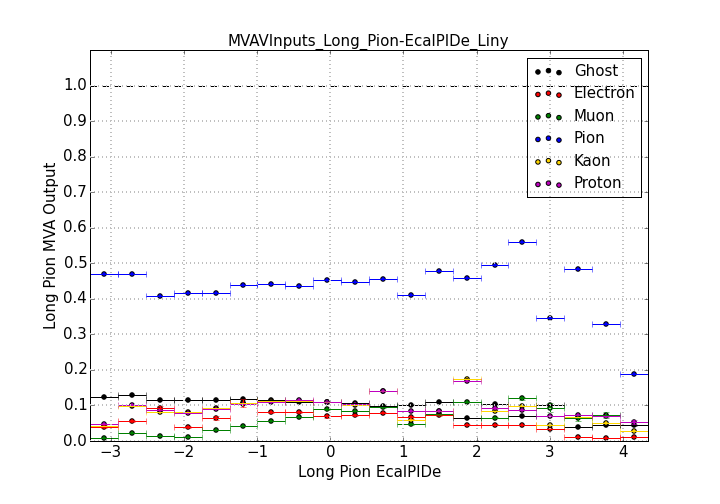 MVAVInputs_Long_Pion-EcalPIDe_Liny
Long Pion MVA Output
1.0
0.9
0.8
0.7
0.6
0.5
0.4
0.3
0.2
0.1
0.0
Ghost
Electron
Muon
Pion
Kaon
Proton
−3 −2 −1 0 1 2 3 4
Long Pion EcalPIDe